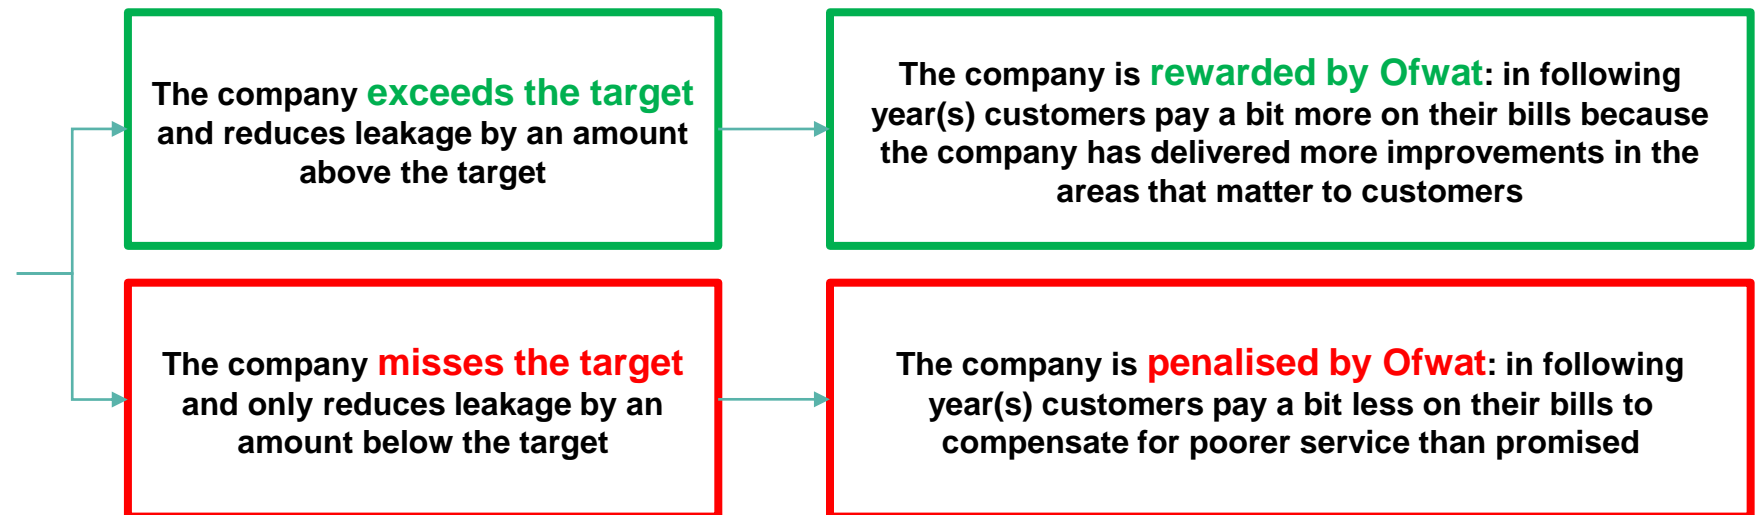 The company exceeds the target
and reduces leakage by an amount
above the target
The company is rewarded by Ofwat: in following
year(s) customers pay a bit more on their bills because
the company has delivered more improvements in the
areas that matter to customers
The company misses the target
and only reduces leakage by an
amount below the target
The company is penalised by Ofwat: in following
year(s) customers pay a bit less on their bills to
compensate for poorer service than promised